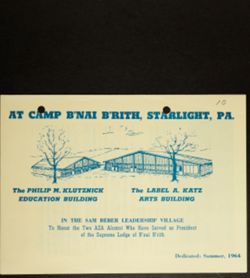 10
AT CAMP B'NAI B'RITH, STARLIGHT, PA.
The PHILIP M. KLUTZNICK
EDUCATION BUILDING
The LABEL A. KATZ
ARTS BUILDING
IN THE SAM BEBER LEADERSHIP VILLAGE
To Honor the Two AZA Alumni Who Have Served as President
of the Supreme Lodge of B'nai B'rith
Dedicated: Summer, 1964